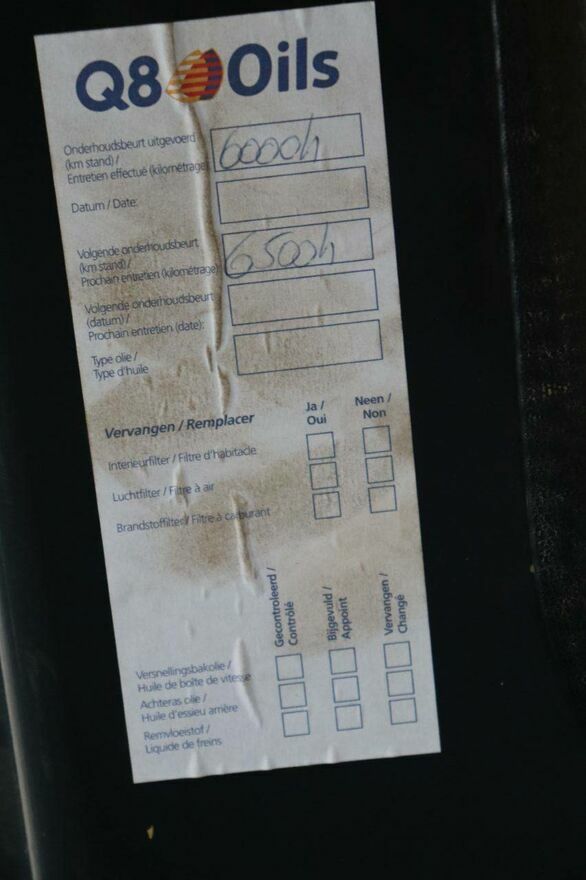 Q8 Oils
Onderhoudsbeurt uitgevoerd
(km stand) /
Entretien effectué (kilométrage)
6000h
Datum / Date:
Volgende onderhoudsbeurt
(km stand) /
Prochain entretien (kilométrage)
6500h
Volgende onderhoudsbeurt
(datum) /
Prochain entretien (date):
Type olie /
Type d'huile
Vervangen / Remplacer
Ja /
Oui
Neen /
Non
Interieurfilter / Filtre d'habitacle
Luchtfilter / Filtre à air
Brandstoffilter / Filtre à carburant
Gecontroleerd /
Contrôlé
Bijgevuld /
Appoint
Vervangen /
Changé
Versnellingsbakolie /
Huile de boîte de vitesse
Achteras olie /
Huile d'essieu arrière
Remvloeistof /
Liquide de freins